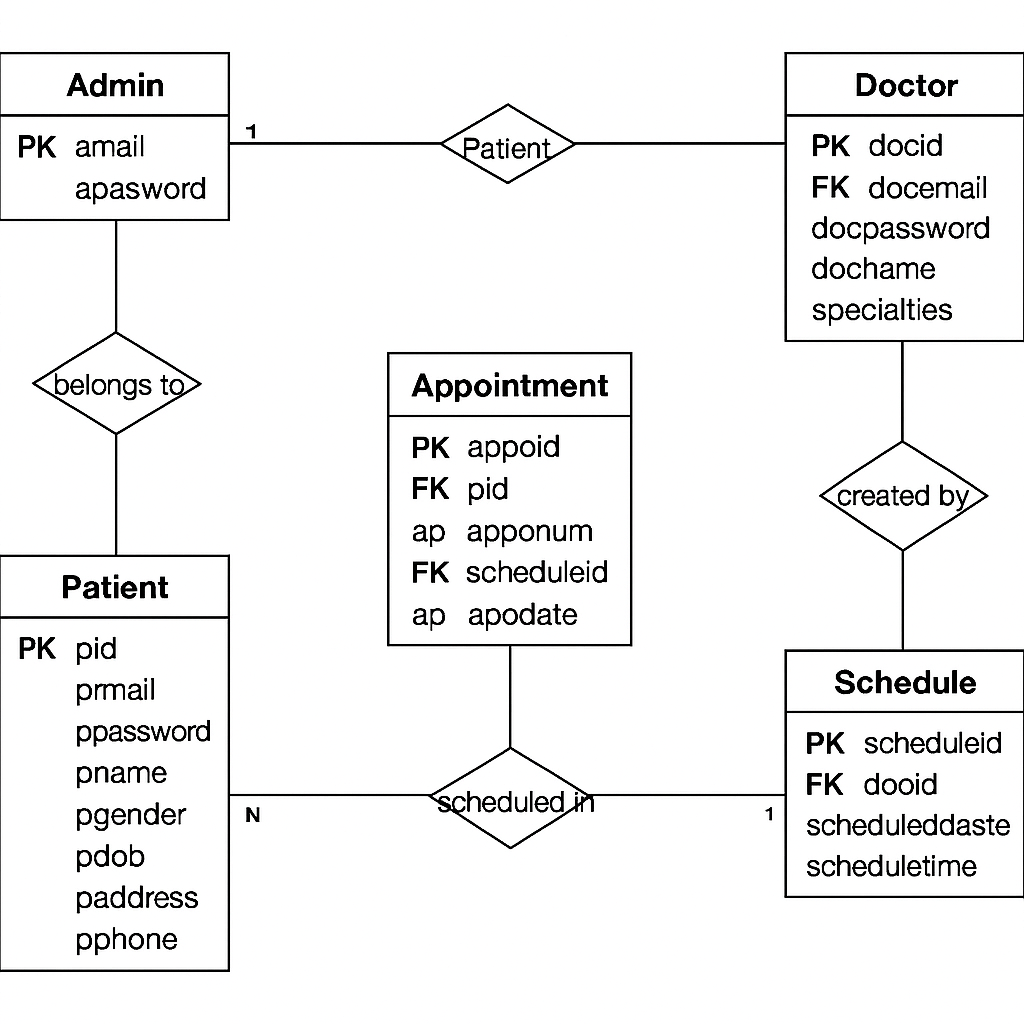 Admin
PK amail
apasword
1
Patient
Doctor
PK docid
FK docemail
docpassword
dochame
specialties
belongs to
Appointment
PK appoid
FK pid
ap apponum
FK scheduleid
ap apodate
created by
Patient
PK pid
prmail
ppassword
pname
pgender
pdob
paddress
pphone
N
scheduled in
1
Schedule
PK scheduleid
FK dooid
scheduleddaste
scheduletime